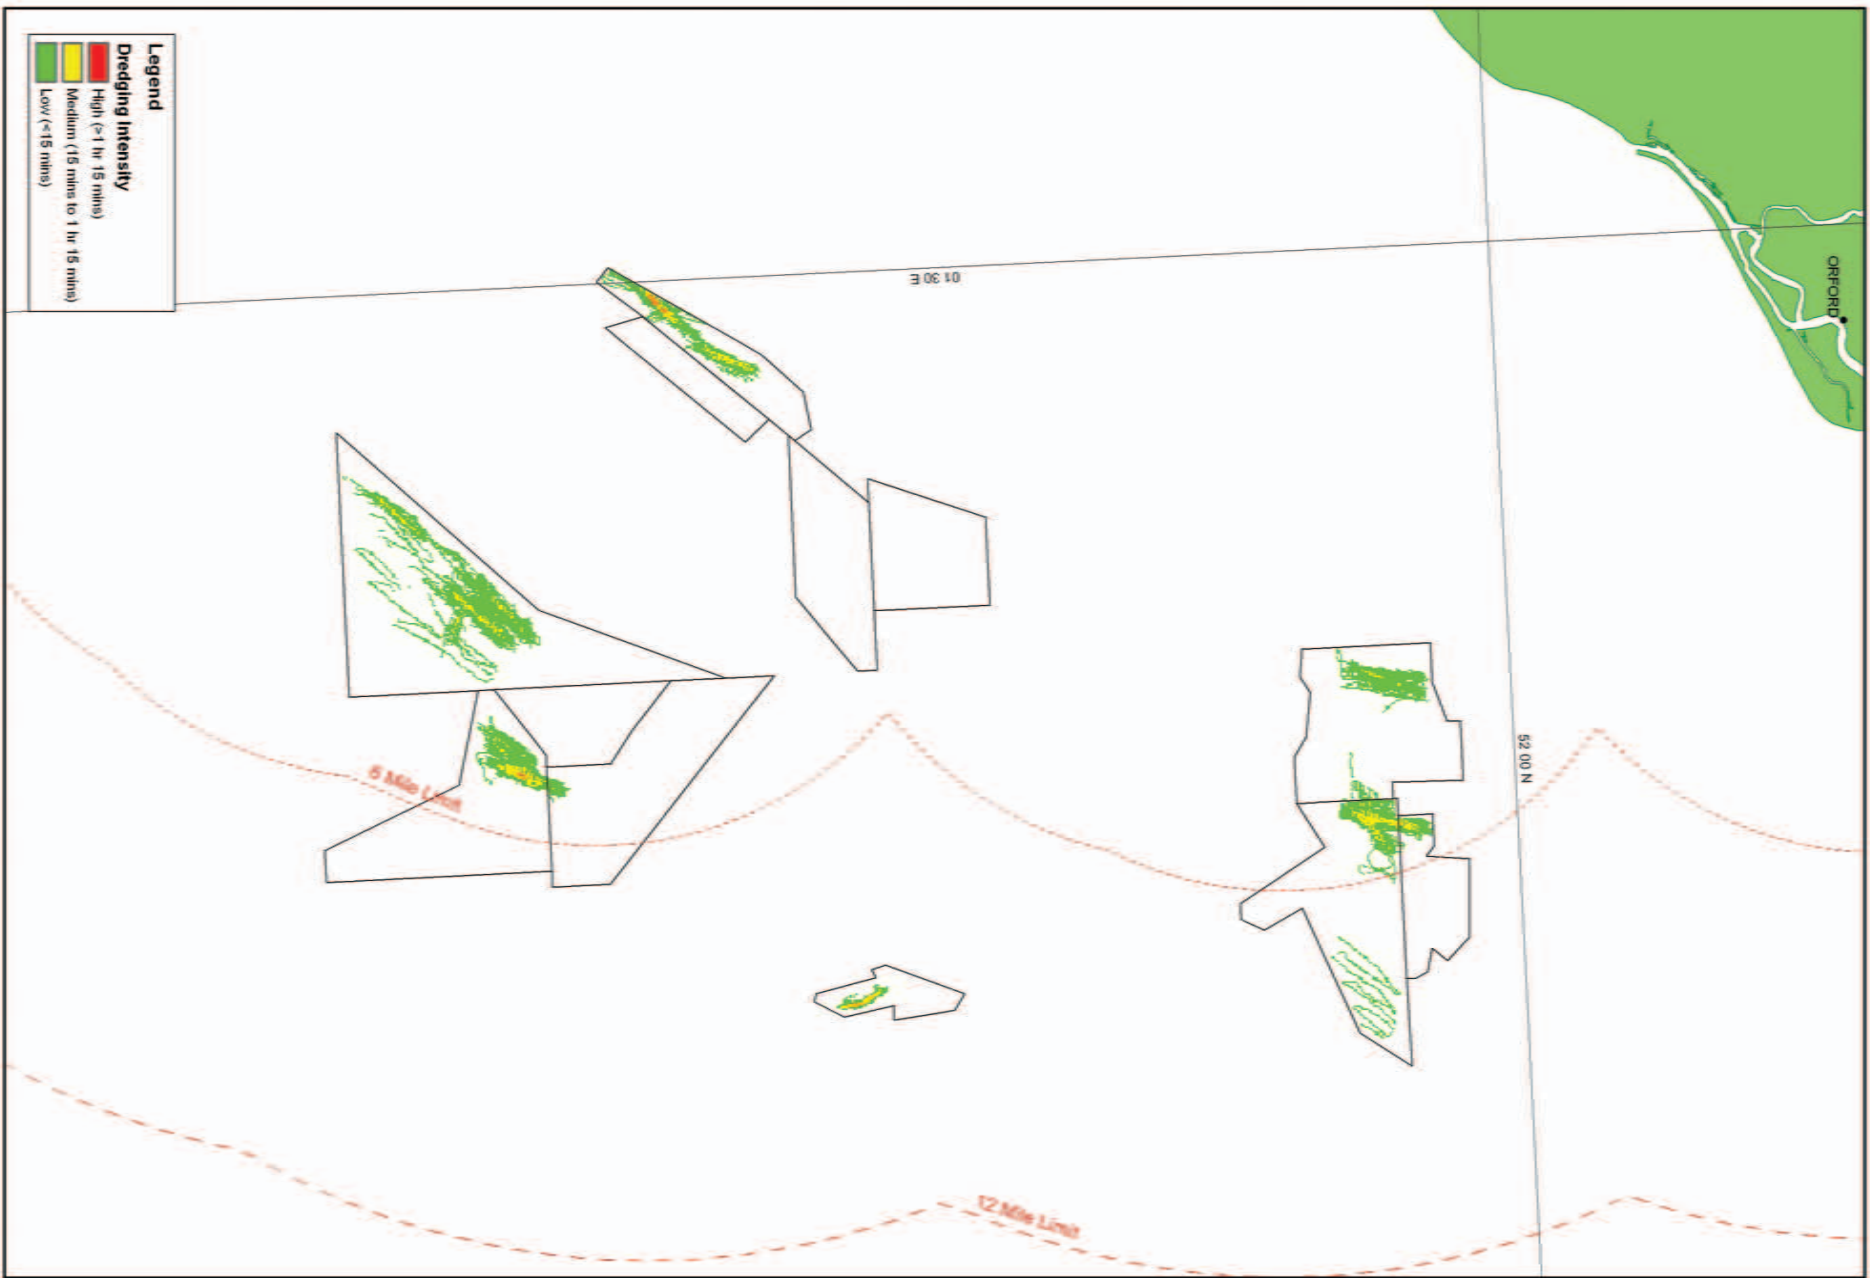 Legend
Dredging Intensity
High (>1 hr 15 mins)
Medium (15 mins to 1 hr 15 mins)
Low (<15 mins)
ORFORD
01 30 E
52 00 N
6 Mile Limit
12 Mile Limit